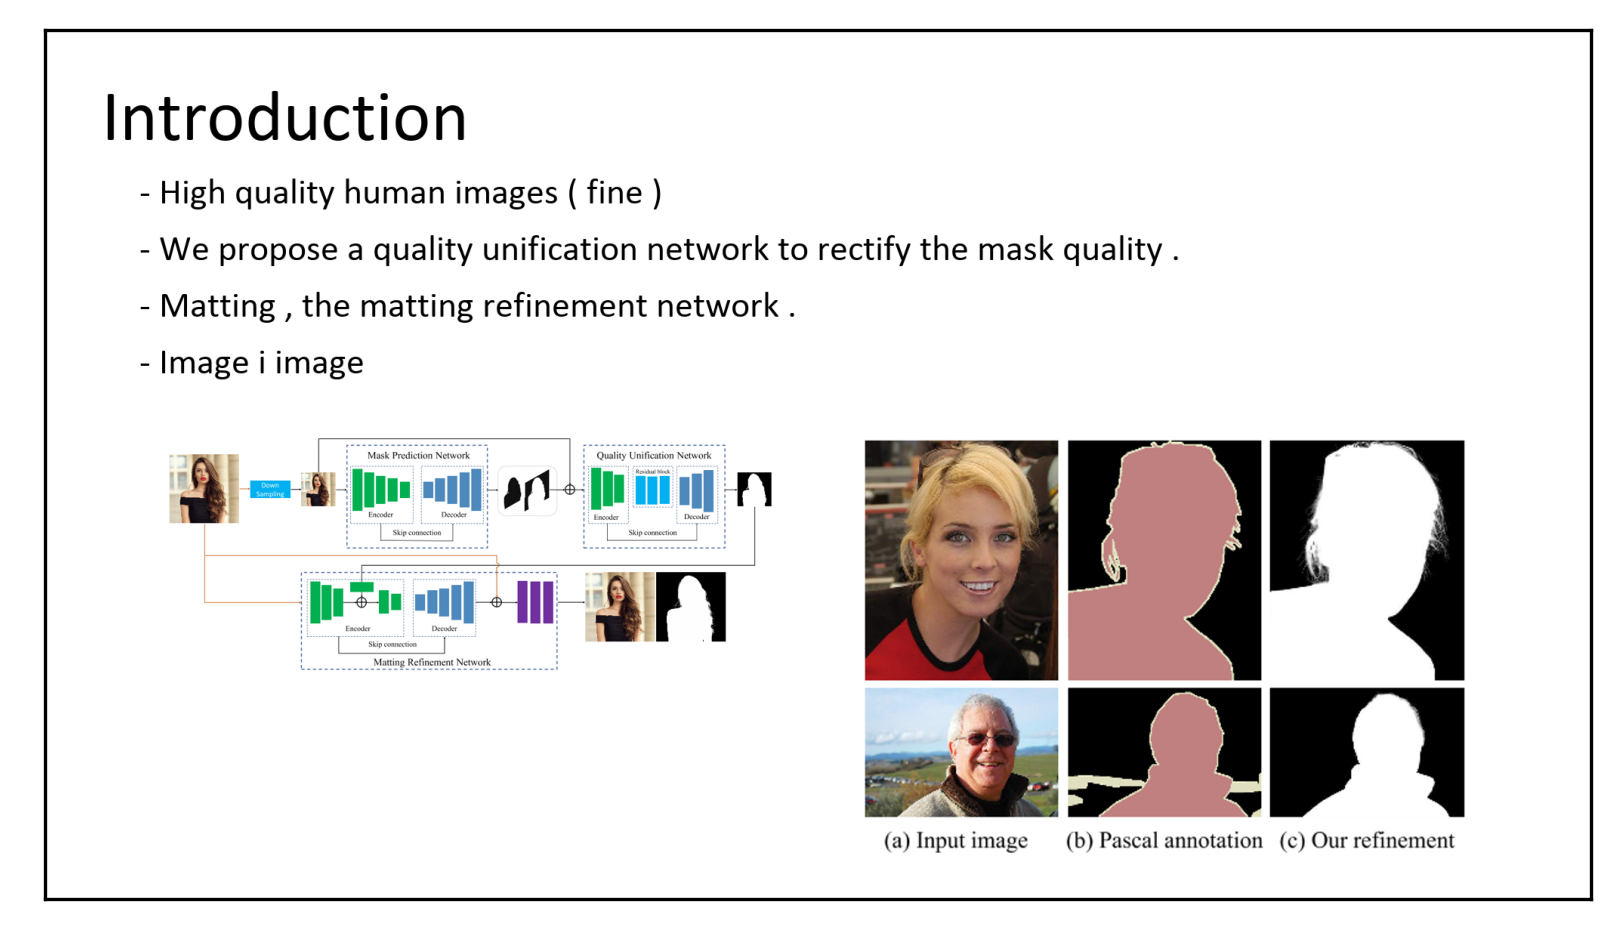 Introduction
- High quality human images ( fine )
- We propose a quality unification network to rectify the mask quality .
- Matting , the matting refinement network .
- Image i image
Down
Sampling
Mask Prediction Network
Encoder
Decoder
Skip connection
Quality Unification Network
Residual block
Encoder
Decoder
Skip connection
Encoder
Decoder
Skip connection
Matting Refinement Network
(a) Input image
(b) Pascal annotation
(c) Our refinement